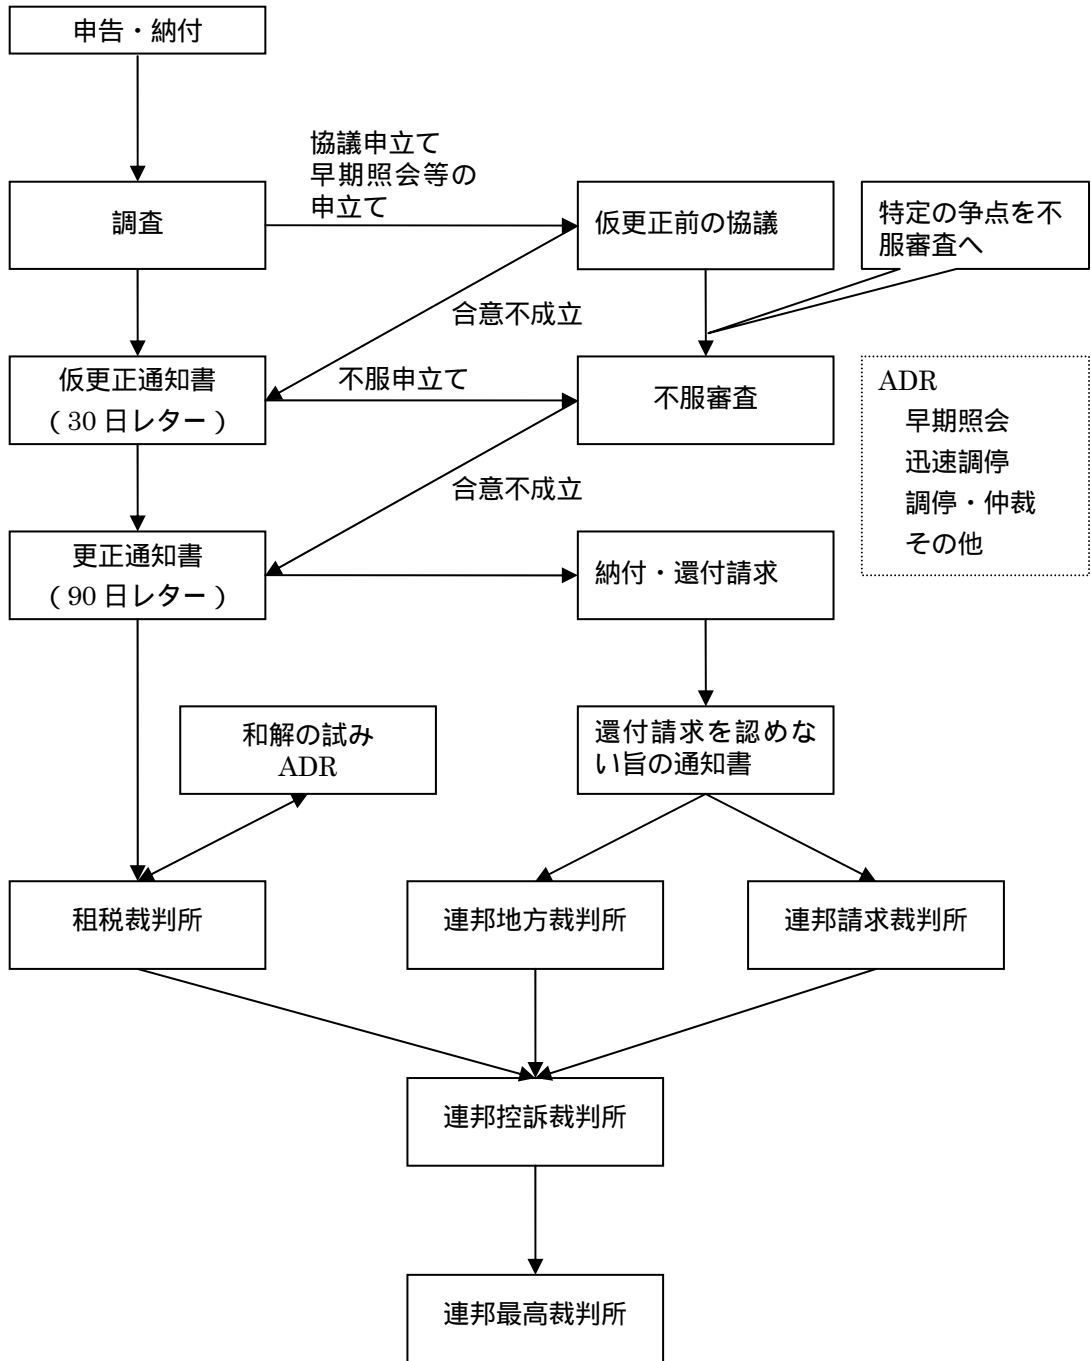 申告・納付
協議申立て
早期照会等の
申立て
調査
仮更正前の協議
特定の争点を不
服審査へ
合意不成立
仮更正通知書
（30 日レター）
不服申立て
不服審査
ADR
早期照会
迅速調停
調停・仲裁
その他
合意不成立
更正通知書
（90 日レター）
納付・還付請求
和解の試み
ADR
還付請求を認めな
い旨の通知書
租税裁判所
連邦地方裁判所
連邦請求裁判所
連邦控訴裁判所
連邦最高裁判所